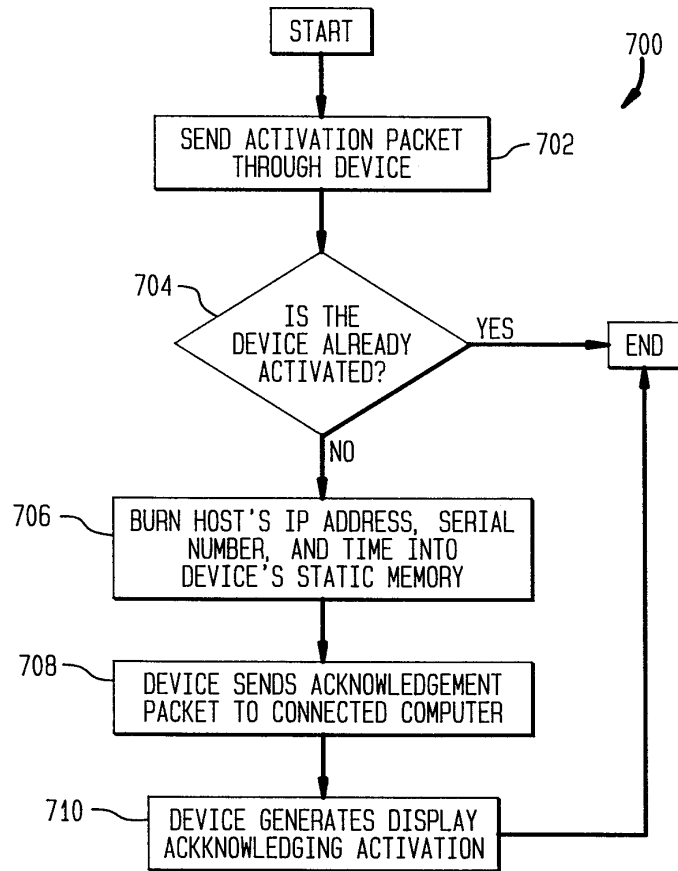 START
700
SEND ACTIVATION PACKET
THROUGH DEVICE
702
704
IS THE
DEVICE ALREADY
ACTIVATED?
YES
END
NO
706
BURN HOST'S IP ADDRESS, SERIAL
NUMBER, AND TIME INTO
DEVICE'S STATIC MEMORY
708
DEVICE SENDS ACKNOWLEDGEMENT
PACKET TO CONNECTED COMPUTER
710
DEVICE GENERATES DISPLAY
ACKKNOWLEDGING ACTIVATION